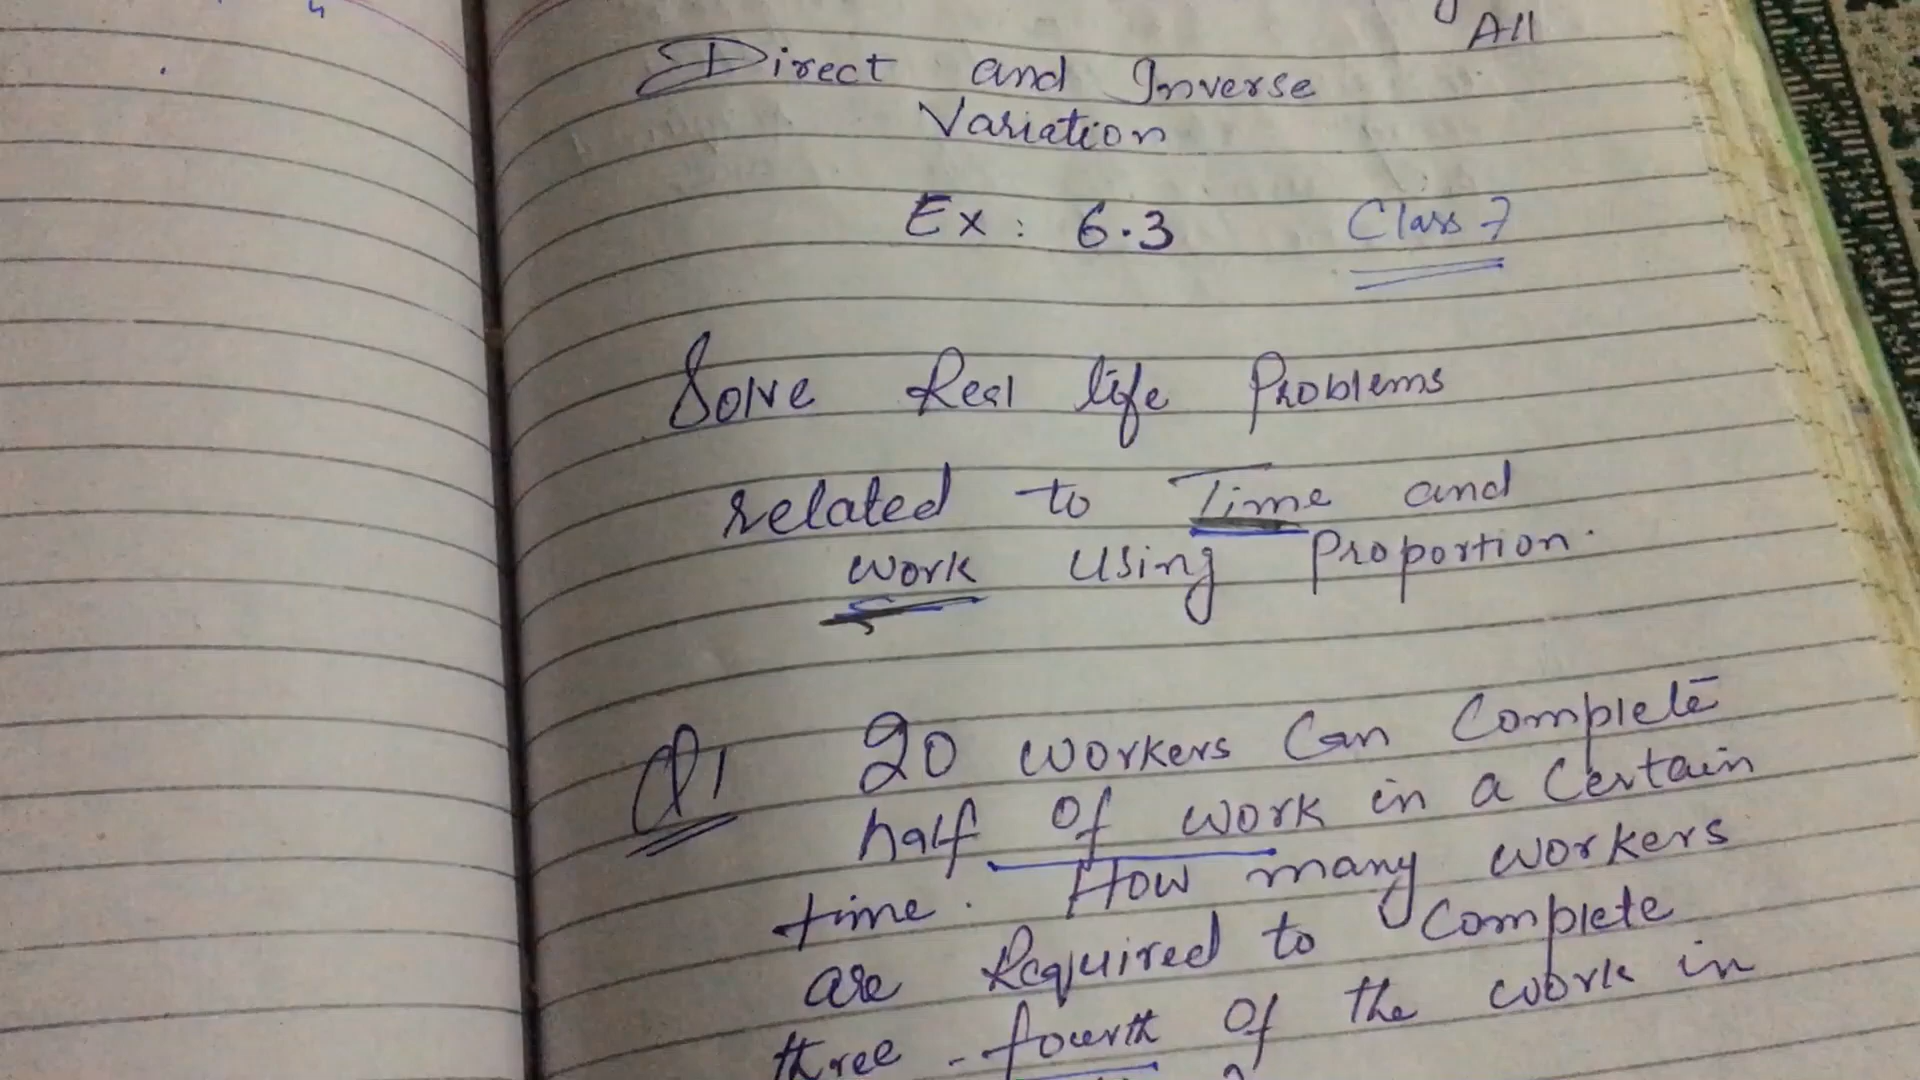 All
Direct and Inverse
Variation
Ex: 6.3 Class 7
Solve Real life Problems
related to Time and
work Using Proportion.
Q1 20 workers Can Complete
half of work in a Certain
time. How many workers
are Required to Complete
three-fourth of the work in